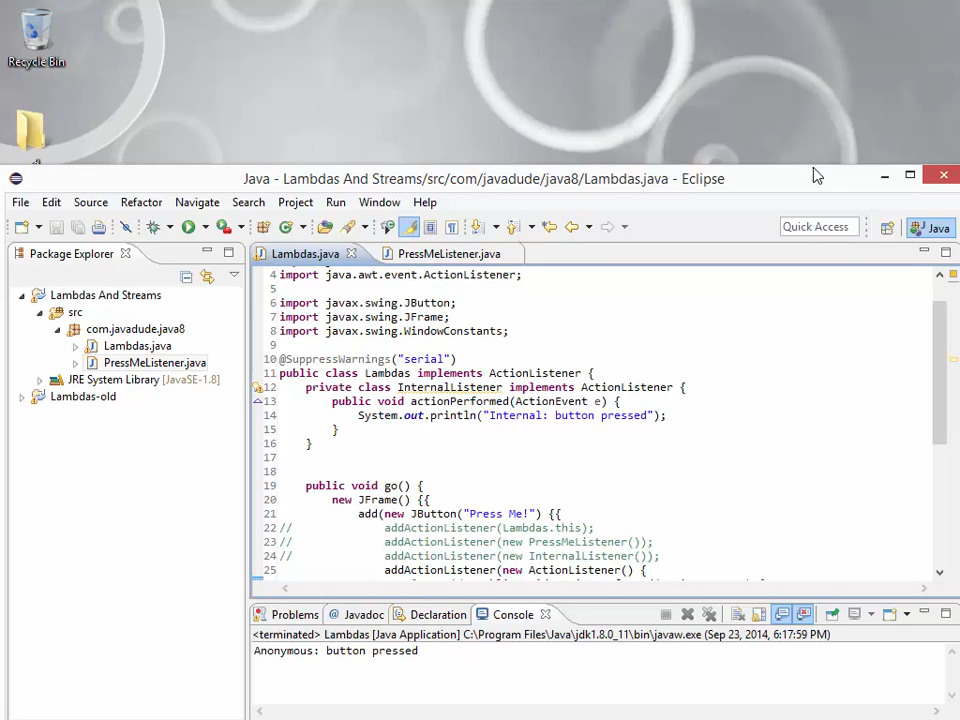 Recycle Bin
Java - Lambdas And Streams/src/com/javadude/java8/Lambdas.java - Eclipse
File Edit Source Refactor Navigate Search Project Run Window Help
Quick Access
Java
Package Explorer
Lambdas And Streams
src
com.javadude.java8
Lambdas.java
PressMeListener.java
JRE System Library [JavaSE-1.8]
Lambdas-old
Lambdas.java PressMeListener.java
4 import java.awt.event.ActionListener;
5
6 import javax.swing.JButton;
7 import javax.swing.JFrame;
8 import javax.swing.WindowConstants;
9
10 @SuppressWarnings("serial")
11 public class Lambdas implements ActionListener {
12 private class InternalListener implements ActionListener {
13 public void actionPerformed(ActionEvent e) {
14 System.out.println("Internal: button pressed");
15 }
16 }
17
18
19 public void go() {
20 new JFrame() {{
21 add(new JButton("Press Me!") {{
22 // addActionListener(Lambdas.this);
23 // addActionListener(new PressMeListener());
24 // addActionListener(new InternalListener());
25 addActionListener(new ActionListener() {
Problems Javadoc Declaration Console
<terminated> Lambdas [Java Application] C:\Program Files\Java\jdk1.8.0_11\bin\javaw.exe (Sep 23, 2014, 6:17:59 PM)
Anonymous: button pressed